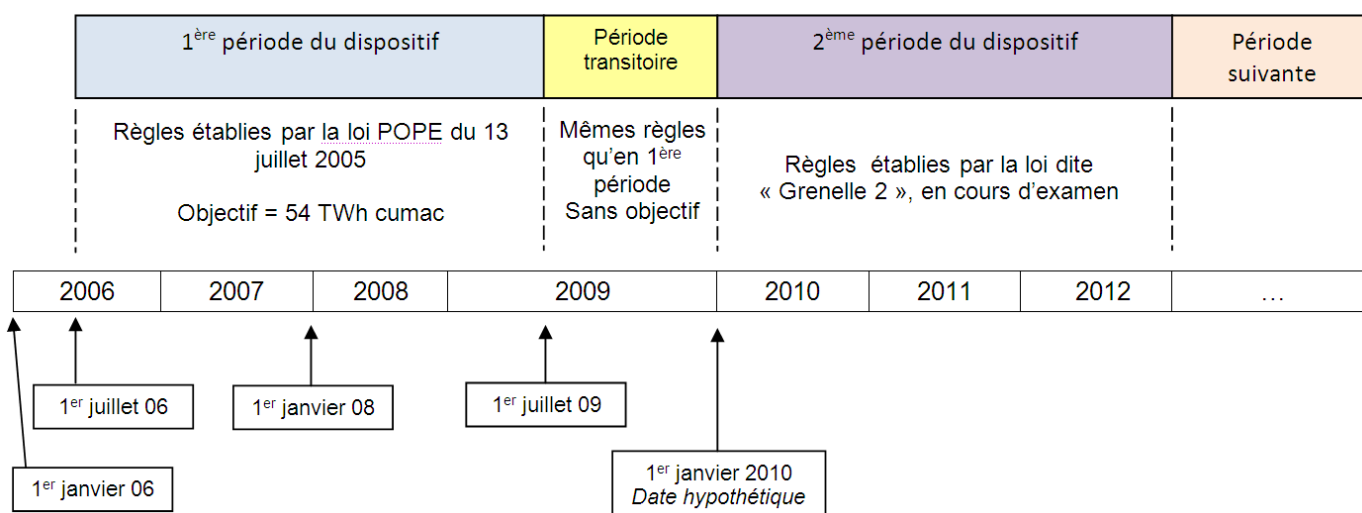 1ère période du dispositif
Période
transitoire
2ème période du dispositif
Période
suivante
Règles établies par la loi POPE du 13
juillet 2005
Objectif = 54 TWh cumac
Mêmes règles
qu'en 1ère
période
Sans objectif
Règles établies par la loi dite
« Grenelle 2 », en cours d'examen
2006
2007
2008
2009
2010
2011
2012
…
1er juillet 06
1er janvier 08
1er juillet 09
1er janvier 2010
Date hypothétique
1er janvier 06